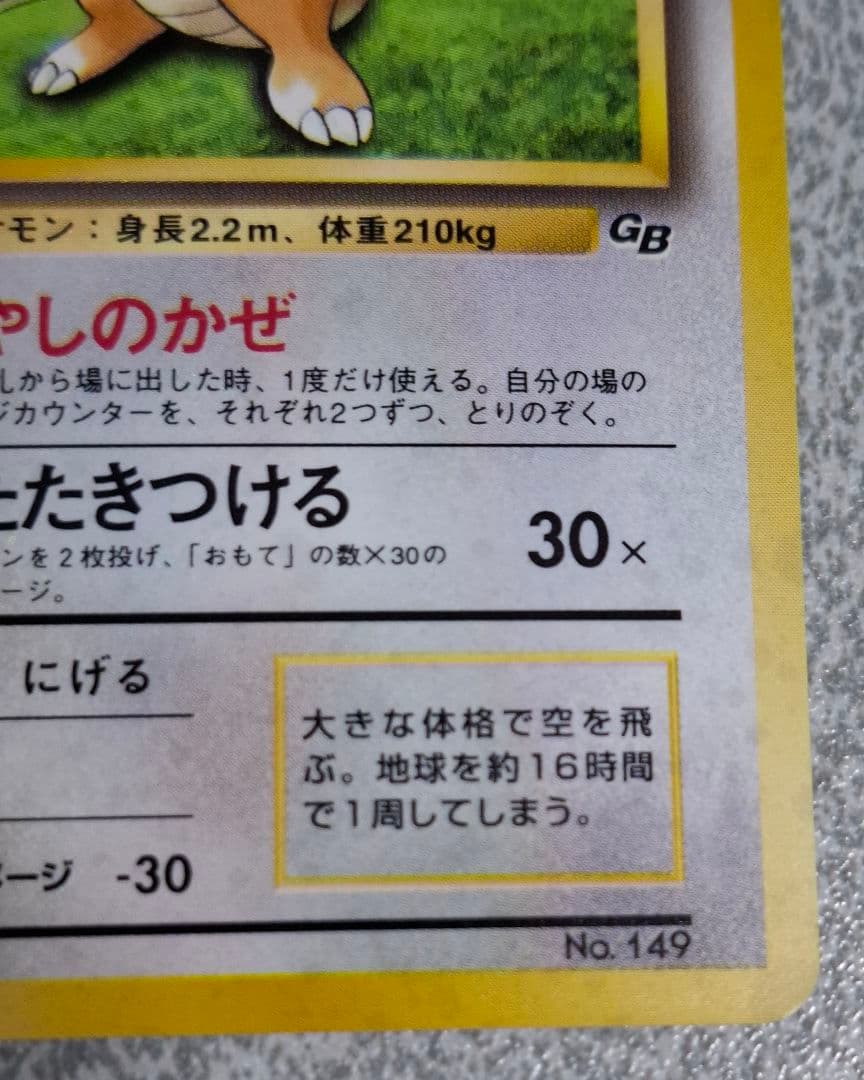 モン：身長2.2m、体重210kg
GB
やしのかぜ
しから場に出した時、1度だけ使える。自分の場の
ジカウンターを、それぞれ2つずつ、とりのぞく。
たたきつける
30×
ンを2枚投げ、「おもて」の数×30の
ージ。
にげる
大きな体格で空を飛
ぶ。地球を約16時間
で1周してしまう。
メージ -30
No. 149